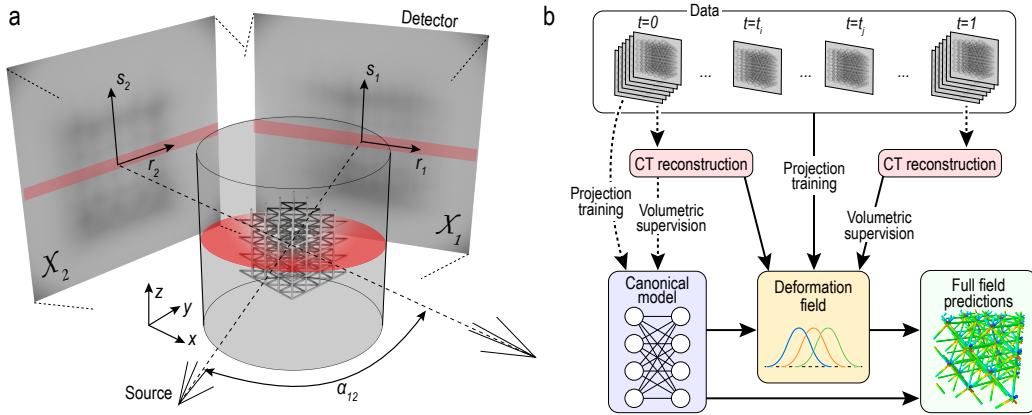 a
Detector
s2
s1
r2
r1
X2
X1
z
y
x
Source
α12
b
Data
t=0
t=ti
t=tj
t=1
...
...
...
CT reconstruction
CT reconstruction
Projection
training
Projection
training
Volumetric
supervision
Volumetric
supervision
Canonical
model
Deformation
field
Full field
predictions